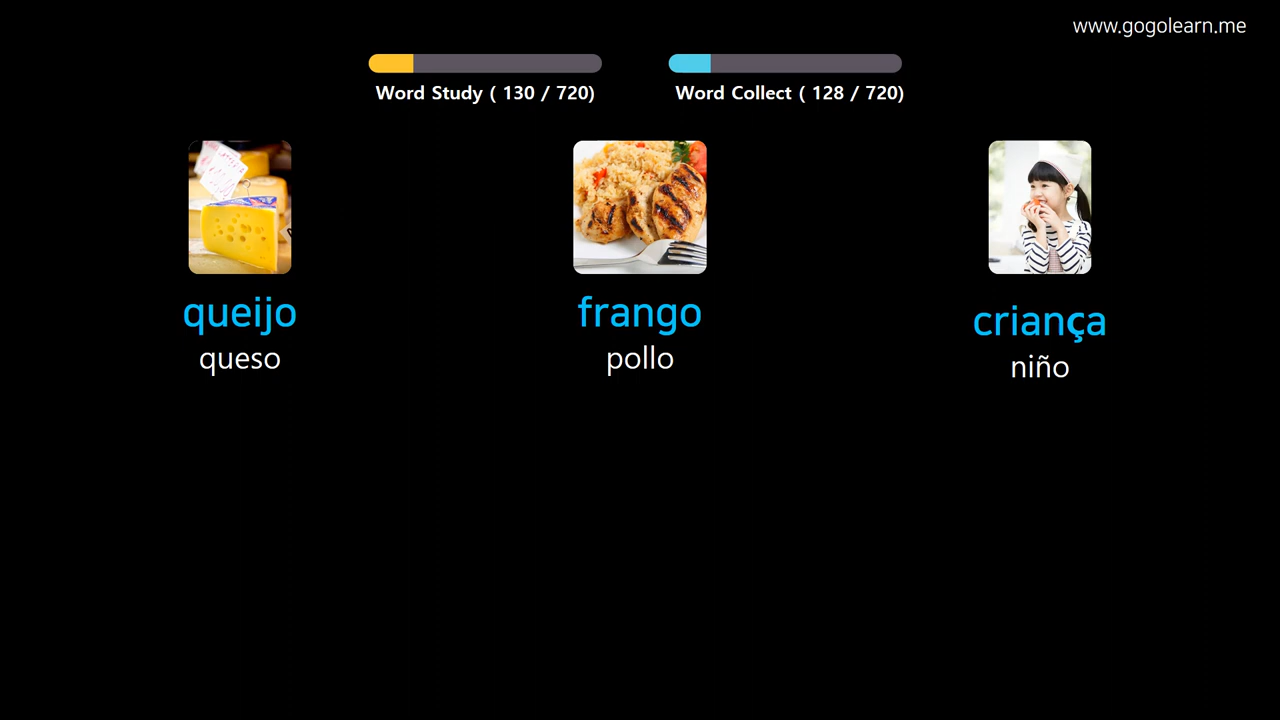 www.gogolearn.me
Word Study ( 130 / 720)
Word Collect ( 128 / 720)
queijo
queso
frango
pollo
criança
niño